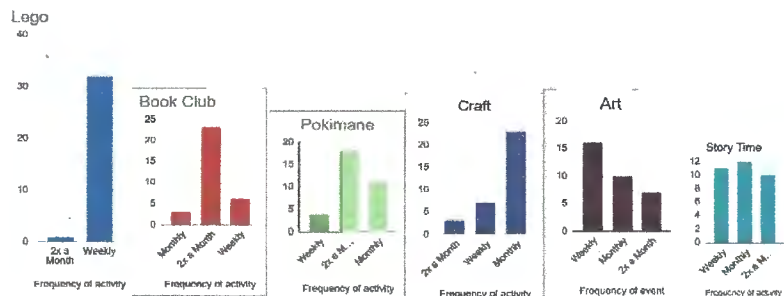 Lego
40
30
20
10
0
2x a Month
Weekly
Frequency of activity
Book Club
25
20
15
10
5
0
Monthly
2x a Month
Weekly
Frequency of activity
Pokimane
20
15
10
5
0
Weekly
2x a M...
Monthly
Frequency of activity
Craft
25
20
15
10
5
0
2x a Month
Weekly
Monthly
Frequency of activity
Art
20
15
10
5
0
Weekly
Monthly
2x a Month
Frequency of event
Story Time
12
10
8
6
4
2
0
Weekly
Monthly
2x a M...
Frequency of activity